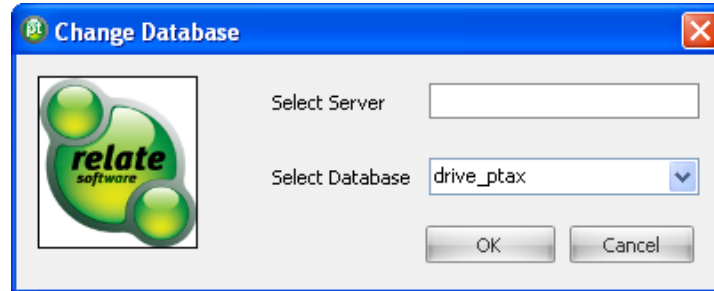 pt Change Database
relate
software
Select Server
Select Database drive_ptax
OK Cancel